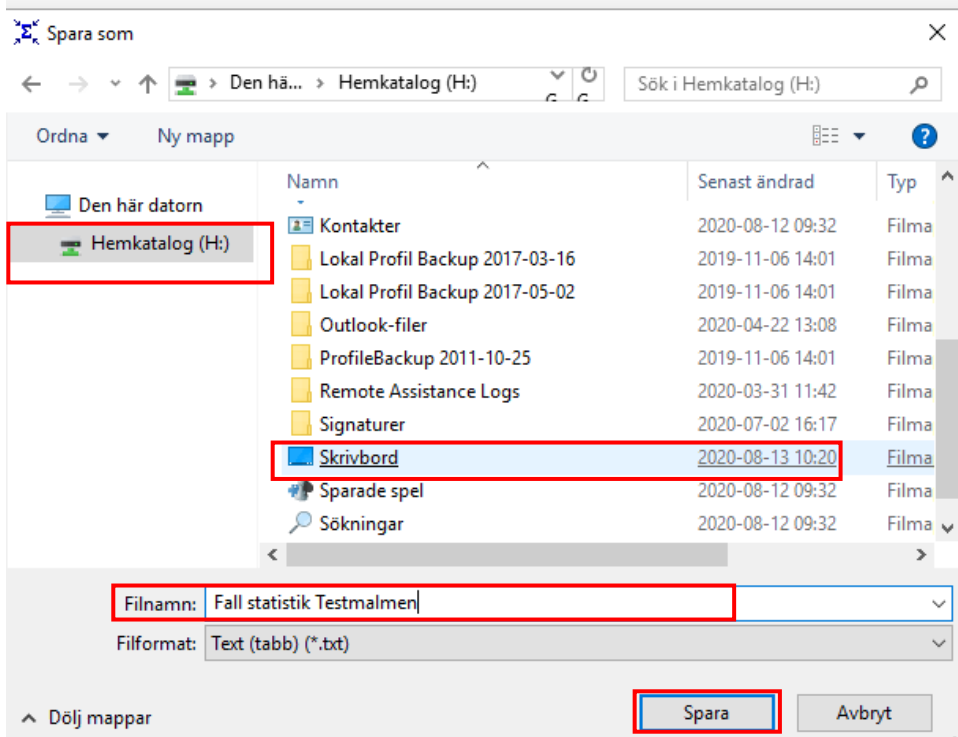 Spara som
Den hä... > Hemkatalog (H:)
Sök i Hemkatalog (H:)
Ordna
Ny mapp
Namn Senast ändrad Typ
Den här datorn
Hemkatalog (H:)
Kontakter 2020-08-12 09:32 Filma
Lokal Profil Backup 2017-03-16 2019-11-06 14:01 Filma
Lokal Profil Backup 2017-05-02 2019-11-06 14:01 Filma
Outlook-filer 2020-04-22 13:08 Filma
ProfileBackup 2011-10-25 2019-11-06 14:01 Filma
Remote Assistance Logs 2020-03-31 11:42 Filma
Signaturer 2020-07-02 16:17 Filma
Skrivbord 2020-08-13 10:20 Filma
Sparade spel 2020-08-12 09:32 Filma
Sökningar 2020-08-12 09:32 Filma
Filnamn: Fall statistik Testmalmen
Filformat: Text (tabb) (*.txt)
Dölj mappar
Spara
Avbryt